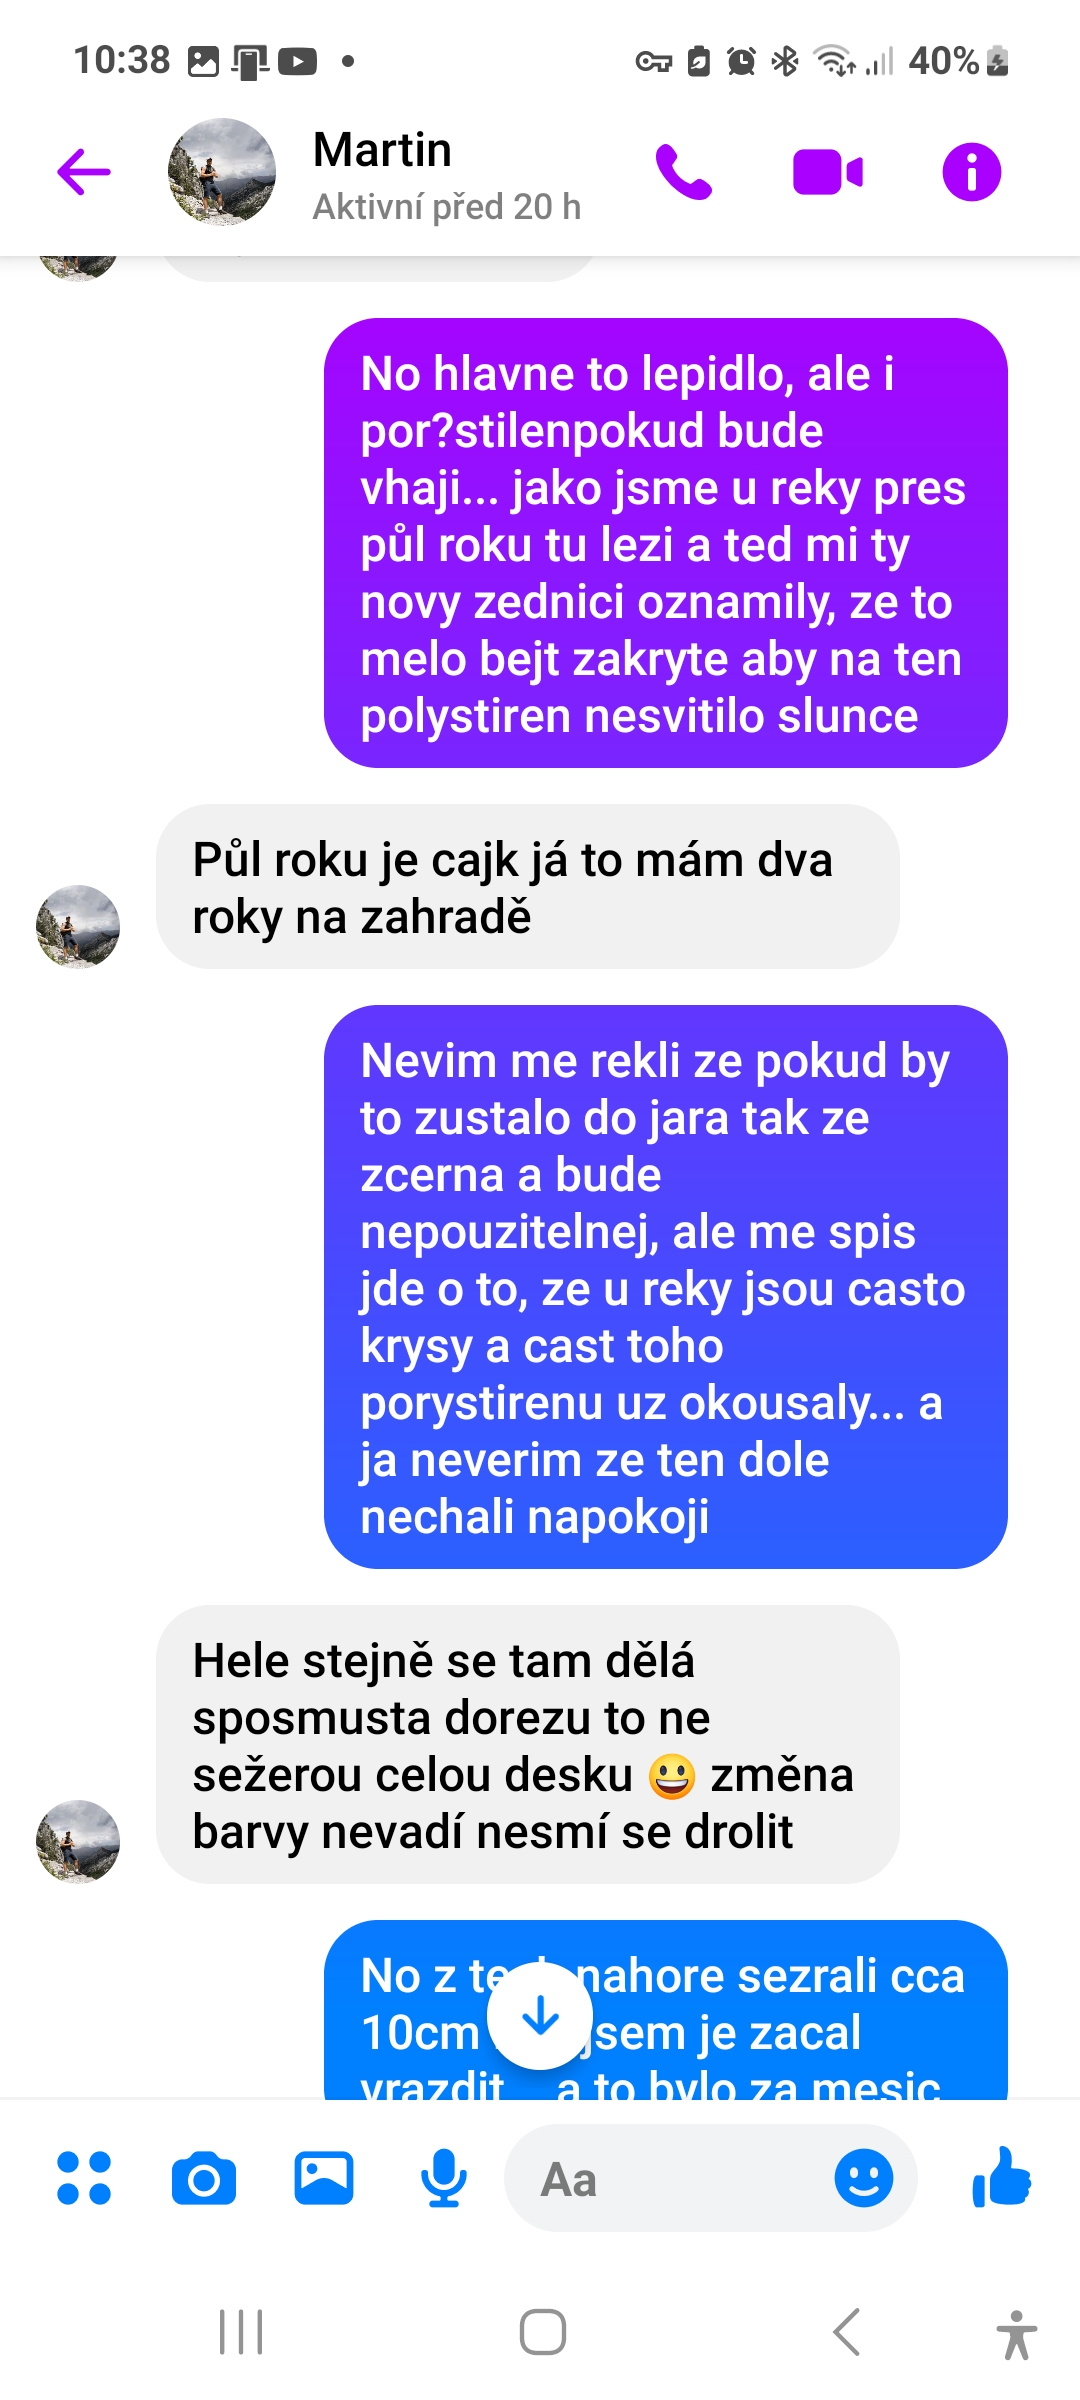 10:38
40%
Martin
Aktivní před 20 h
No hlavne to lepidlo, ale i
por?stilenpokud bude
vhaji... jako jsme u reky pres
půl roku tu lezi a ted mi ty
novy zednici oznamily, ze to
melo bejt zakryte aby na ten
polystiren nesvitilo slunce
Půl roku je cajk já to mám dva
roky na zahradě
Nevim me rekli ze pokud by
to zustalo do jara tak ze
zcerna a bude
nepouzitelnej, ale me spis
jde o to, ze u reky jsou casto
krysy a cast toho
porystirenu uz okousaly... a
ja neverim ze ten dole
nechali napokoji
Hele stejně se tam dělá
sposmusta dorezu to ne
sežerou celou desku 😀 změna
barvy nevadí nesmí se drolit
No z nahore sezrali cca
10cm jsem je zacal
vrazdit... a to bylo za mesic
Aa